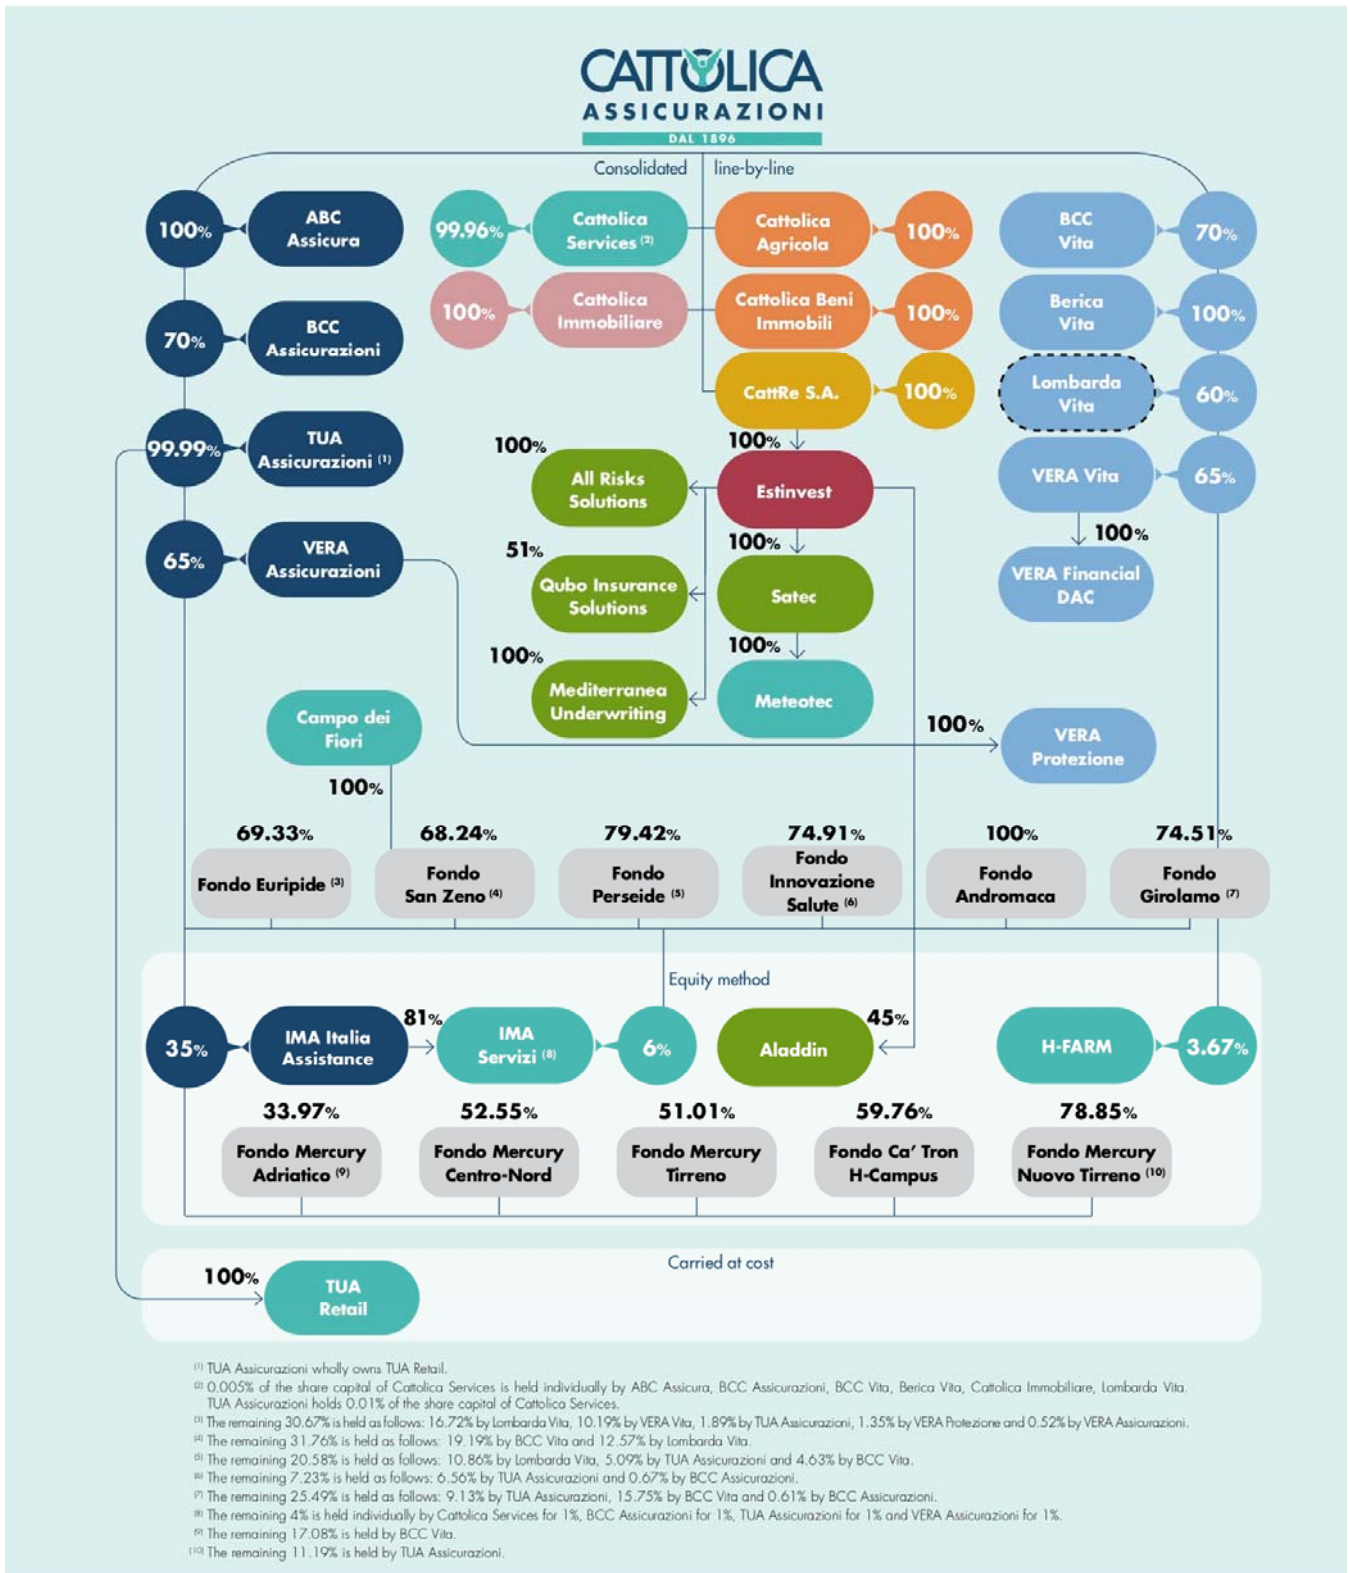 CATTOLICA
ASSICURAZIONI
DAL 1896
Consolidated line-by-line
100%
ABC
Assicura
99.96%
Cattolica
Services (2)
Cattolica
Agricola
100%
BCC
Vita
70%
70%
BCC
Assicurazioni
100%
Cattolica
Immobiliare
Cattolica Beni
Immobili
100%
Berica
Vita
100%
CattRe S.A.
100%
Lombarda
Vita
60%
99.99%
TUA
Assicurazioni (1)
100%
All Risks
Solutions
100%
Estinvest
VERA Vita
65%
65%
VERA
Assicurazioni
51%
Qubo Insurance
Solutions
100%
Satec
100%
VERA Financial
DAC
100%
Mediterranea
Underwriting
100%
Meteotec
Campo dei
Fiori
100%
100%
VERA
Protezione
69.33%
Fondo Euripide (3)
68.24%
Fondo
San Zeno (4)
79.42%
Fondo
Perseide (5)
74.91%
Fondo
Innovazione
Salute (6)
100%
Fondo
Andromaca
74.51%
Fondo
Girolamo (7)
Equity method
35%
IMA Italia
Assistance
81%
IMA
Servizi (8)
6%
Aladdin
45%
H-FARM
3.67%
33.97%
Fondo Mercury
Adriatico (9)
52.55%
Fondo Mercury
Centro-Nord
51.01%
Fondo Mercury
Tirreno
59.76%
Fondo Ca' Tron
H-Campus
78.85%
Fondo Mercury
Nuovo Tirreno (10)
Carried at cost
100%
TUA
Retail
(1) TUA Assicurazioni wholly owns TUA Retail.
(2) 0.005% of the share capital of Cattolica Services is held individually by ABC Assicura, BCC Assicurazioni, BCC Vita, Berica Vita, Cattolica Immobiliare, Lombarda Vita.
TUA Assicurazioni holds 0.01% of the share capital of Cattolica Services.
(3) The remaining 30.67% is held as follows: 16.72% by Lombarda Vita, 10.19% by VERA Vita, 1.89% by TUA Assicurazioni, 1.35% by VERA Protezione and 0.52% by VERA Assicurazioni.
(4) The remaining 31.76% is held as follows: 19.19% by BCC Vita and 12.57% by Lombarda Vita.
(5) The remaining 20.58% is held as follows: 10.86% by Lombarda Vita, 5.09% by TUA Assicurazioni and 4.63% by BCC Vita.
(6) The remaining 7.23% is held as follows: 6.56% by TUA Assicurazioni and 0.67% by BCC Assicurazioni.
(7) The remaining 25.49% is held as follows: 9.13% by TUA Assicurazioni, 15.75% by BCC Vita and 0.61% by BCC Assicurazioni.
(8) The remaining 4% is held individually by Cattolica Services for 1%, BCC Assicurazioni for 1%, TUA Assicurazioni for 1% and VERA Assicurazioni for 1%.
(9) The remaining 17.08% is held by BCC Vita.
(10) The remaining 11.19% is held by TUA Assicurazioni.